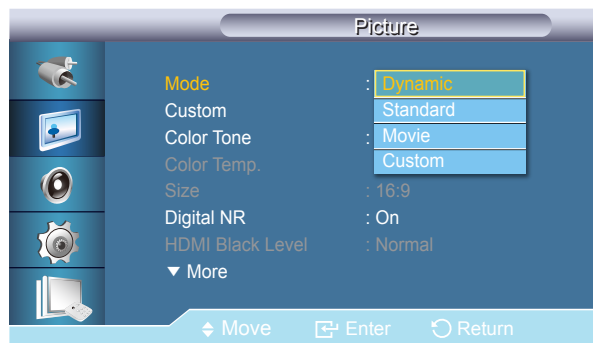 Picture
Mode : Dynamic
Custom Standard
Color Tone : Movie
Color Temp. Custom
Size : 16:9
Digital NR : On
HDMI Black Level : Normal
▼ More
Move Enter Return